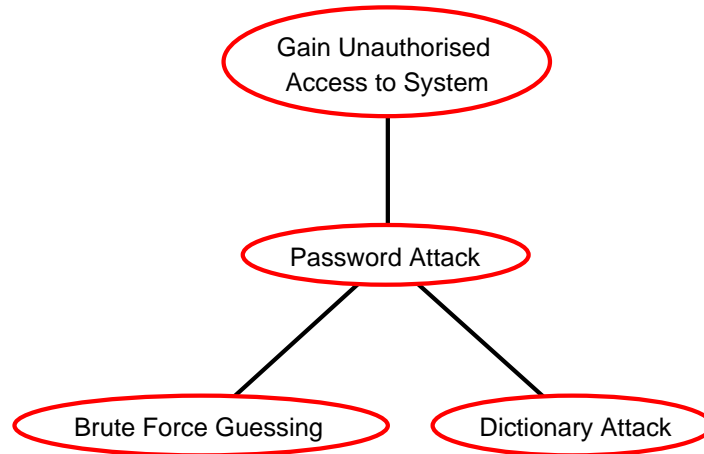 Gain Unauthorised
Access to System
Password Attack
Brute Force Guessing
Dictionary Attack